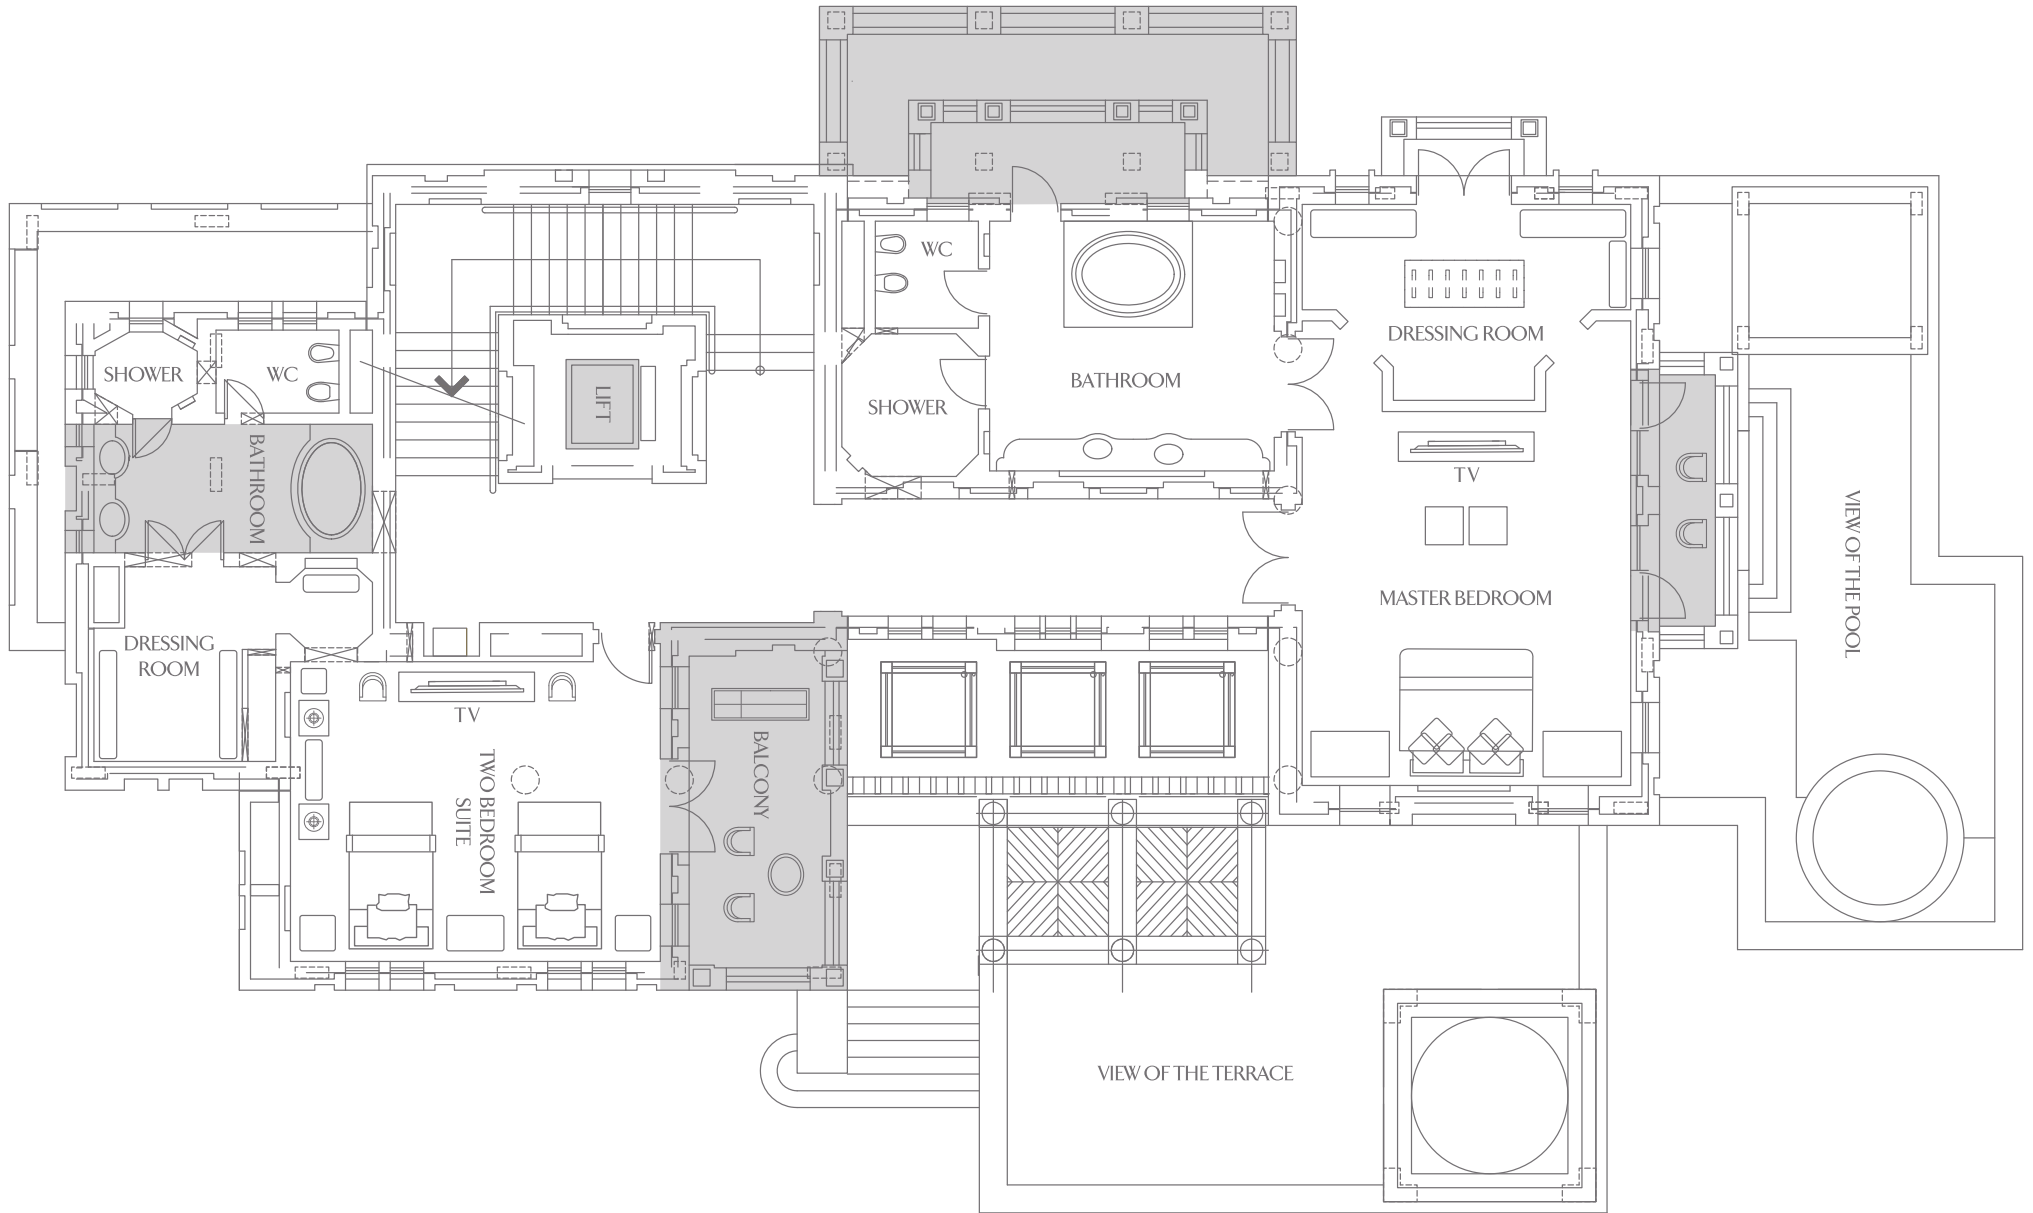 WC
DRESSING ROOM
SHOWER
WC
LIFT
BATHROOM
SHOWER
BATHROOM
TV
VIEW OF THE POOL
MASTER BEDROOM
DRESSING
ROOM
TV
BALCONY
TWO BEDROOM
SUITE
VIEW OF THE TERRACE